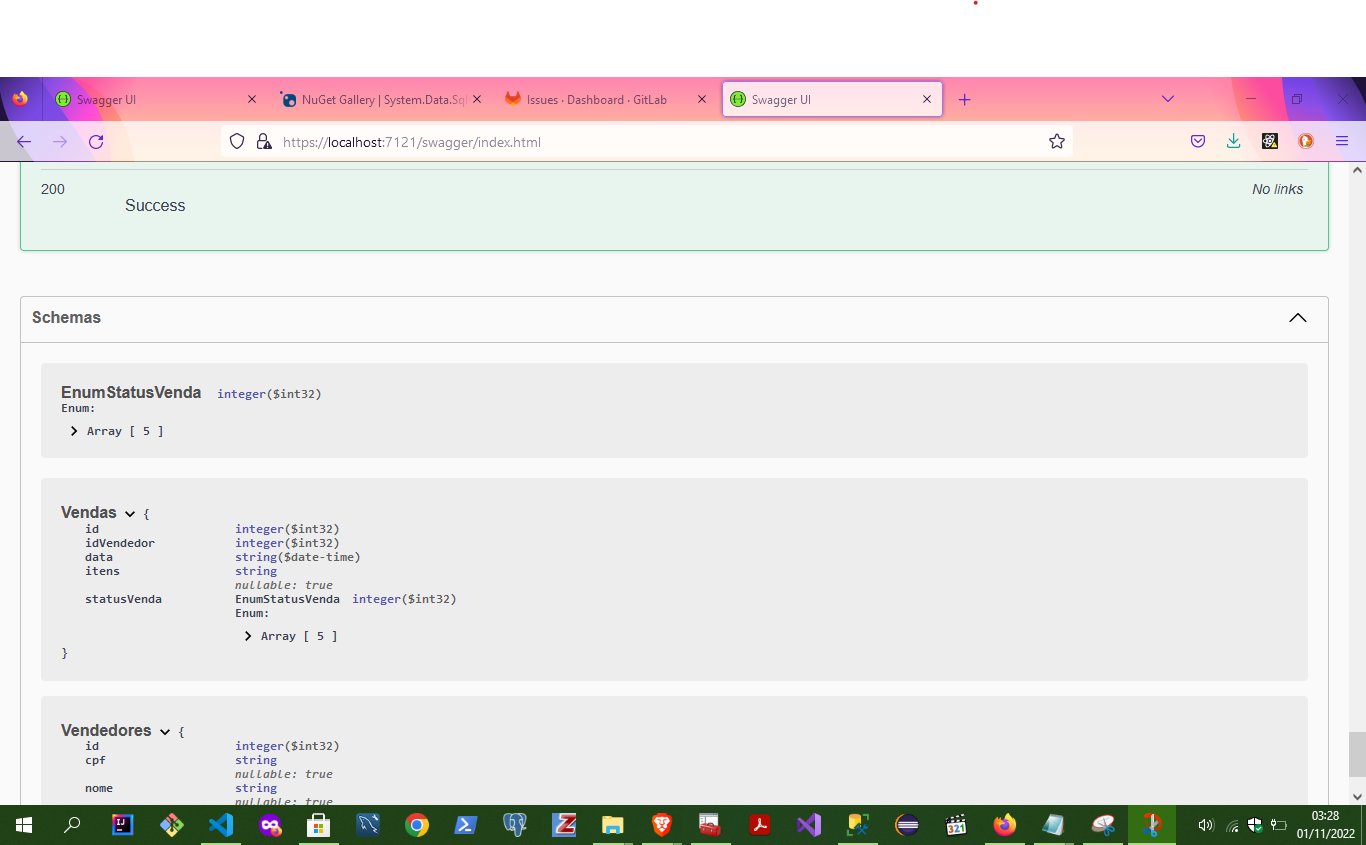 Swagger UI
NuGet Gallery | System.Data.Sql
Issues · Dashboard · GitLab
Swagger UI
https://localhost:7121/swagger/index.html
200
No links
Success
Schemas
EnumStatusVenda integer($int32)
Enum:
Array [ 5 ]
Vendas {
id integer($int32)
idVendedor integer($int32)
data string($date-time)
itens string
nullable: true
statusVenda EnumStatusVenda integer($int32)
Enum:
Array [ 5 ]
}
Vendedores {
id integer($int32)
cpf string
nullable: true
nome string
nullable: true
03:28
01/11/2022